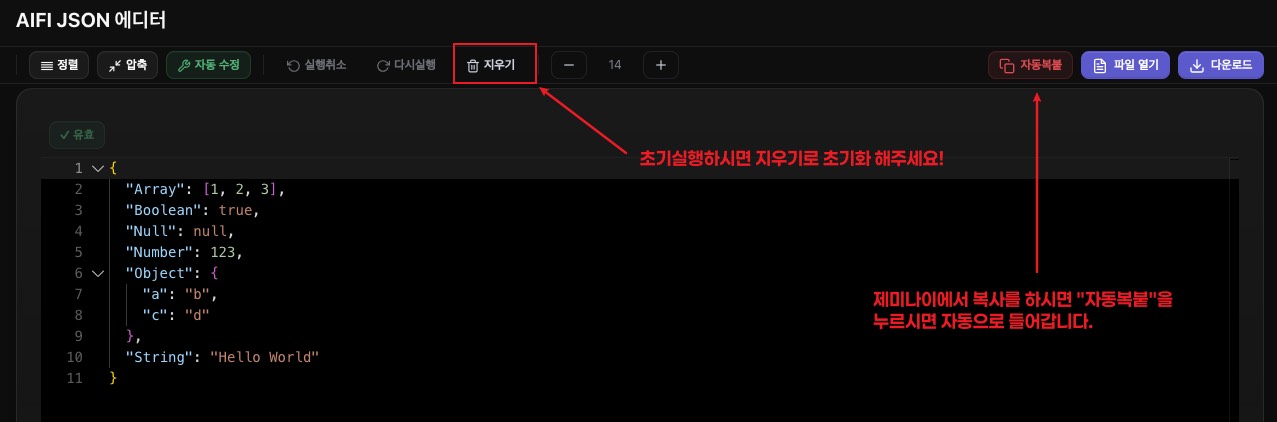 AIFI JSON 에디터
정렬 압축 자동 수정 실행취소 다시실행 지우기 14 자동복붙 파일 열기 다운로드
유효
초기실행하시면 지우기로 초기화 해주세요!
1 {
2 "Array": [1, 2, 3],
3 "Boolean": true,
4 "Null": null,
5 "Number": 123,
6 "Object": {
7 "a": "b",
8 "c": "d"
9 },
10 "String": "Hello World"
11 }
제미나이에서 복사를 하시면 "자동복붙"을
누르시면 자동으로 들어갑니다.